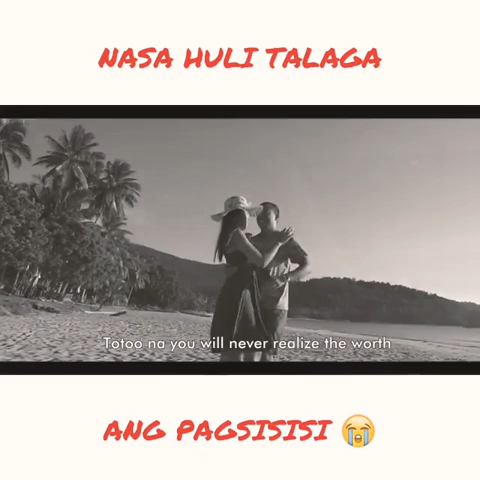 NASA HULI TALAGA
Totoo na you will never realize the worth
ANG PAGSISISI 😭